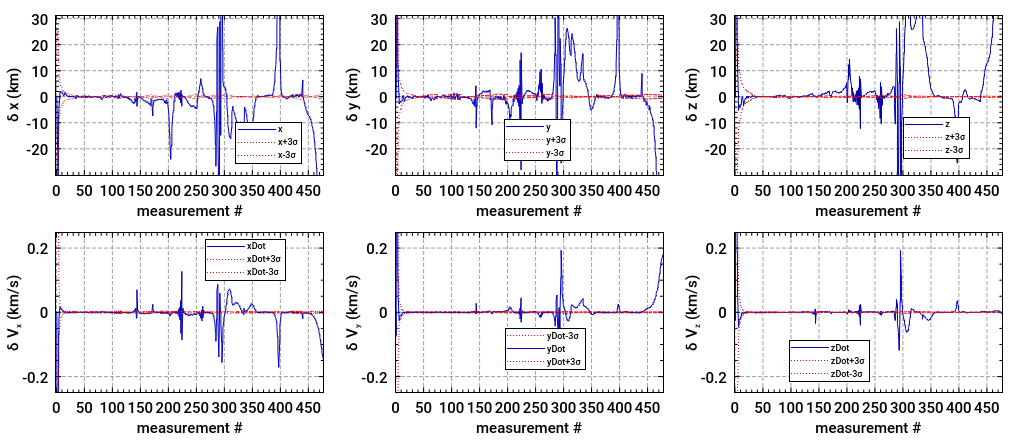 30
20
10
0
-10
-20
δ x (km)
x
x+3σ
x-3σ
0 50 100 150 200 250 300 350 400 450
measurement #
30
20
10
0
-10
-20
δ y (km)
y
y+3σ
y-3σ
0 50 100 150 200 250 300 350 400 450
measurement #
30
20
10
0
-10
-20
δ z (km)
z
z+3σ
z-3σ
0 50 100 150 200 250 300 350 400 450
measurement #
0.2
0
-0.2
δ Vx (km/s)
xDot
xDot+3σ
xDot-3σ
0 50 100 150 200 250 300 350 400 450
measurement #
0.2
0
-0.2
δ Vy (km/s)
yDot-3σ
yDot
yDot+3σ
0 50 100 150 200 250 300 350 400 450
measurement #
0.2
0
-0.2
δ Vz (km/s)
zDot
zDot+3σ
zDot-3σ
0 50 100 150 200 250 300 350 400 450
measurement #